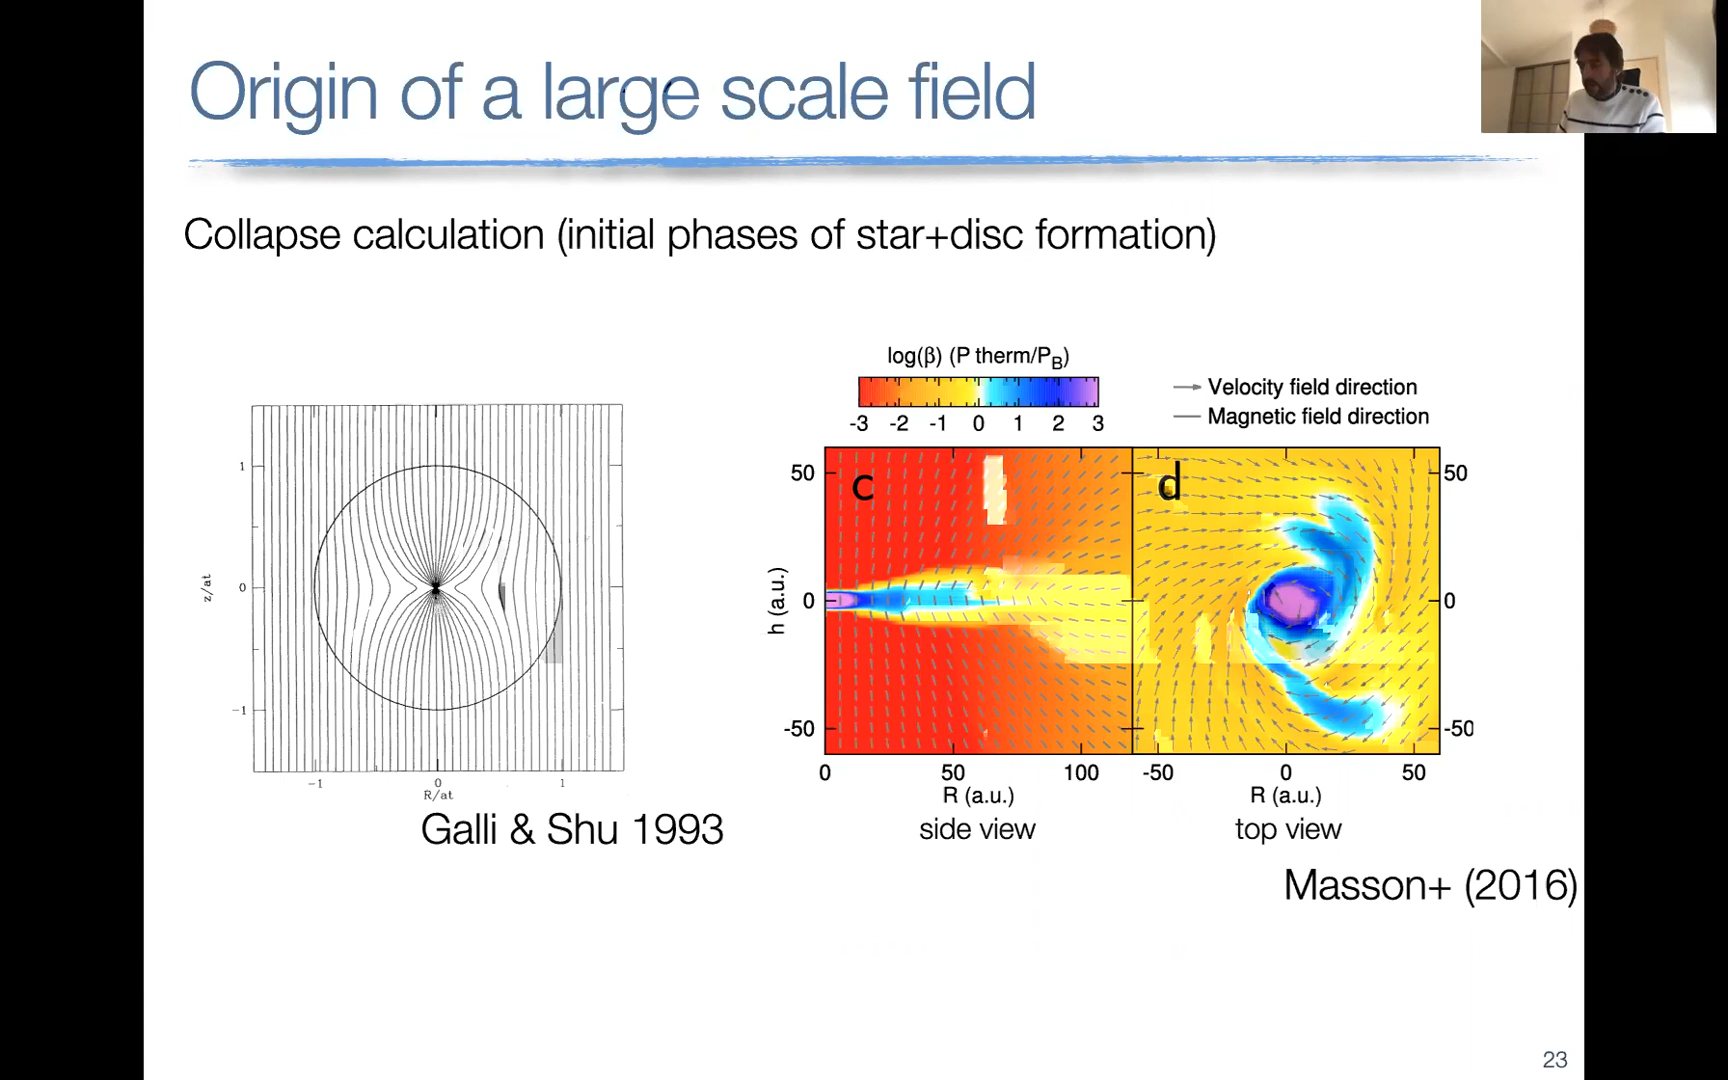 Origin of a large scale field
Collapse calculation (initial phases of star+disc formation)
log(β) (P therm/P_B)
-3 -2 -1 0 1 2 3
Velocity field direction
Magnetic field direction
1
0
-1
z/at
-1 0 1
R/at
Galli & Shu 1993
c
50
0
-50
h (a.u.)
0 50 100
R (a.u.)
side view
d
50
0
-50
-50 0 50
R (a.u.)
top view
Masson+ (2016)
23